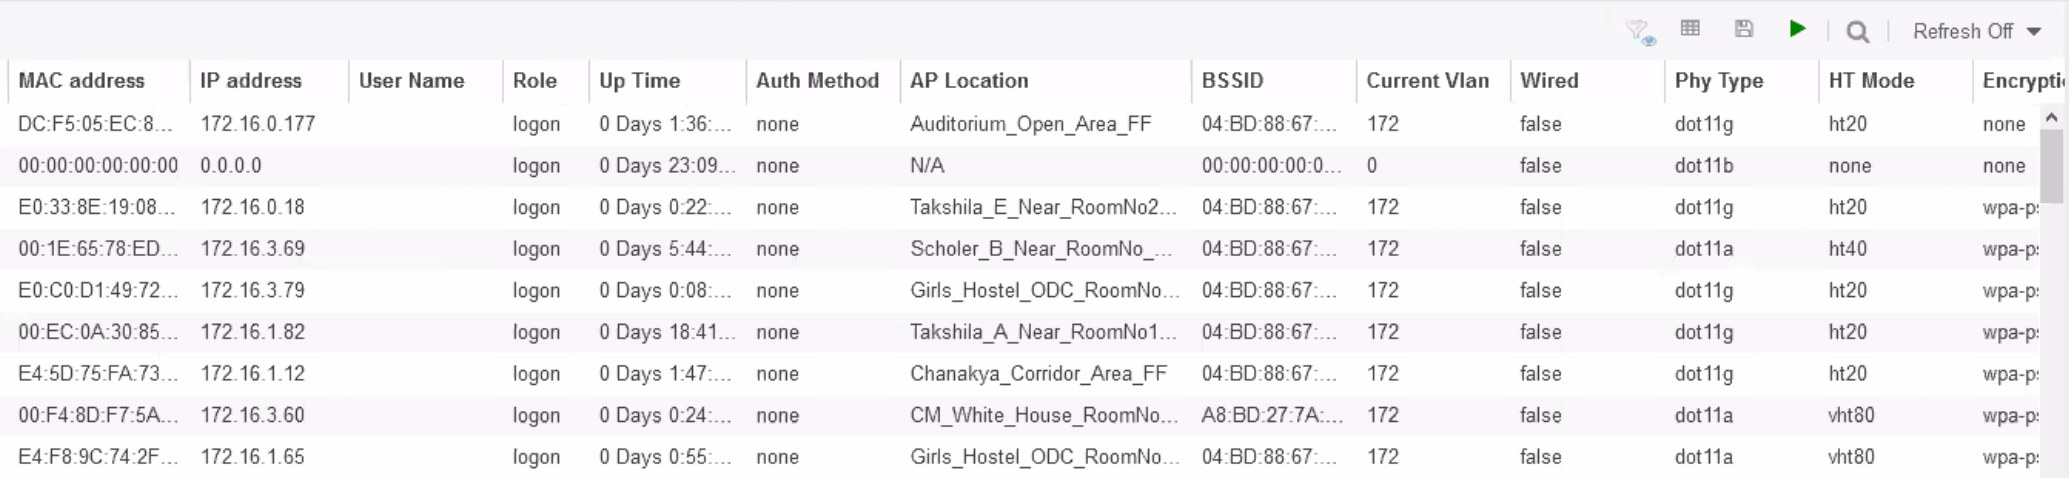 Refresh Off
MAC address IP address User Name Role Up Time Auth Method AP Location BSSID Current Vlan Wired Phy Type HT Mode Encryptic
DC:F5:05:EC:8... 172.16.0.177 logon 0 Days 1:36:... none Auditorium_Open_Area_FF 04:BD:88:67:... 172 false dot11g ht20 none
00:00:00:00:00:00 0.0.0.0 logon 0 Days 23:09... none N/A 00:00:00:00:0... 0 false dot11b none none
E0:33:8E:19:08... 172.16.0.18 logon 0 Days 0:22:... none Takshila_E_Near_RoomNo2... 04:BD:88:67:... 172 false dot11g ht20 wpa-ps
00:1E:65:78:ED... 172.16.3.69 logon 0 Days 5:44:... none Scholer_B_Near_RoomNo_... 04:BD:88:67:... 172 false dot11a ht40 wpa-ps
E0:C0:D1:49:72... 172.16.3.79 logon 0 Days 0:08:... none Girls_Hostel_ODC_RoomNo... 04:BD:88:67:... 172 false dot11g ht20 wpa-ps
00:EC:0A:30:85... 172.16.1.82 logon 0 Days 18:41... none Takshila_A_Near_RoomNo1... 04:BD:88:67:... 172 false dot11g ht20 wpa-ps
E4:5D:75:FA:73... 172.16.1.12 logon 0 Days 1:47:... none Chanakya_Corridor_Area_FF 04:BD:88:67:... 172 false dot11g ht20 wpa-ps
00:F4:8D:F7:5A... 172.16.3.60 logon 0 Days 0:24:... none CM_White_House_RoomNo... A8:BD:27:7A:... 172 false dot11a vht80 wpa-ps
E4:F8:9C:74:2F... 172.16.1.65 logon 0 Days 0:55:... none Girls_Hostel_ODC_RoomNo... 04:BD:88:67:... 172 false dot11a vht80 wpa-ps